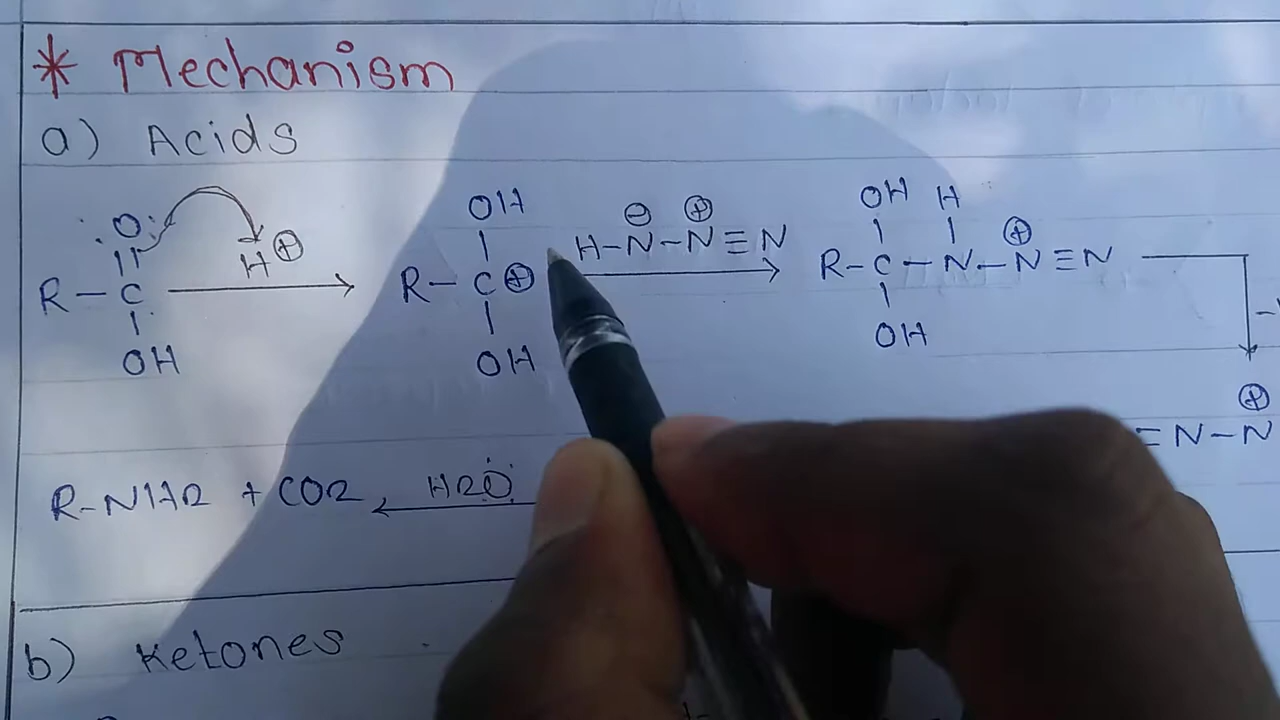 * Mechanism
a) Acids
:O: H⊕
R-C
OH
OH
R-C⊕
OH
H-N⊖-N⊕≡N
OH H
R-C-N-N⊕≡N
OH
≡N-N⊕
R-NH2 + CO2 H2O
b) Ketones